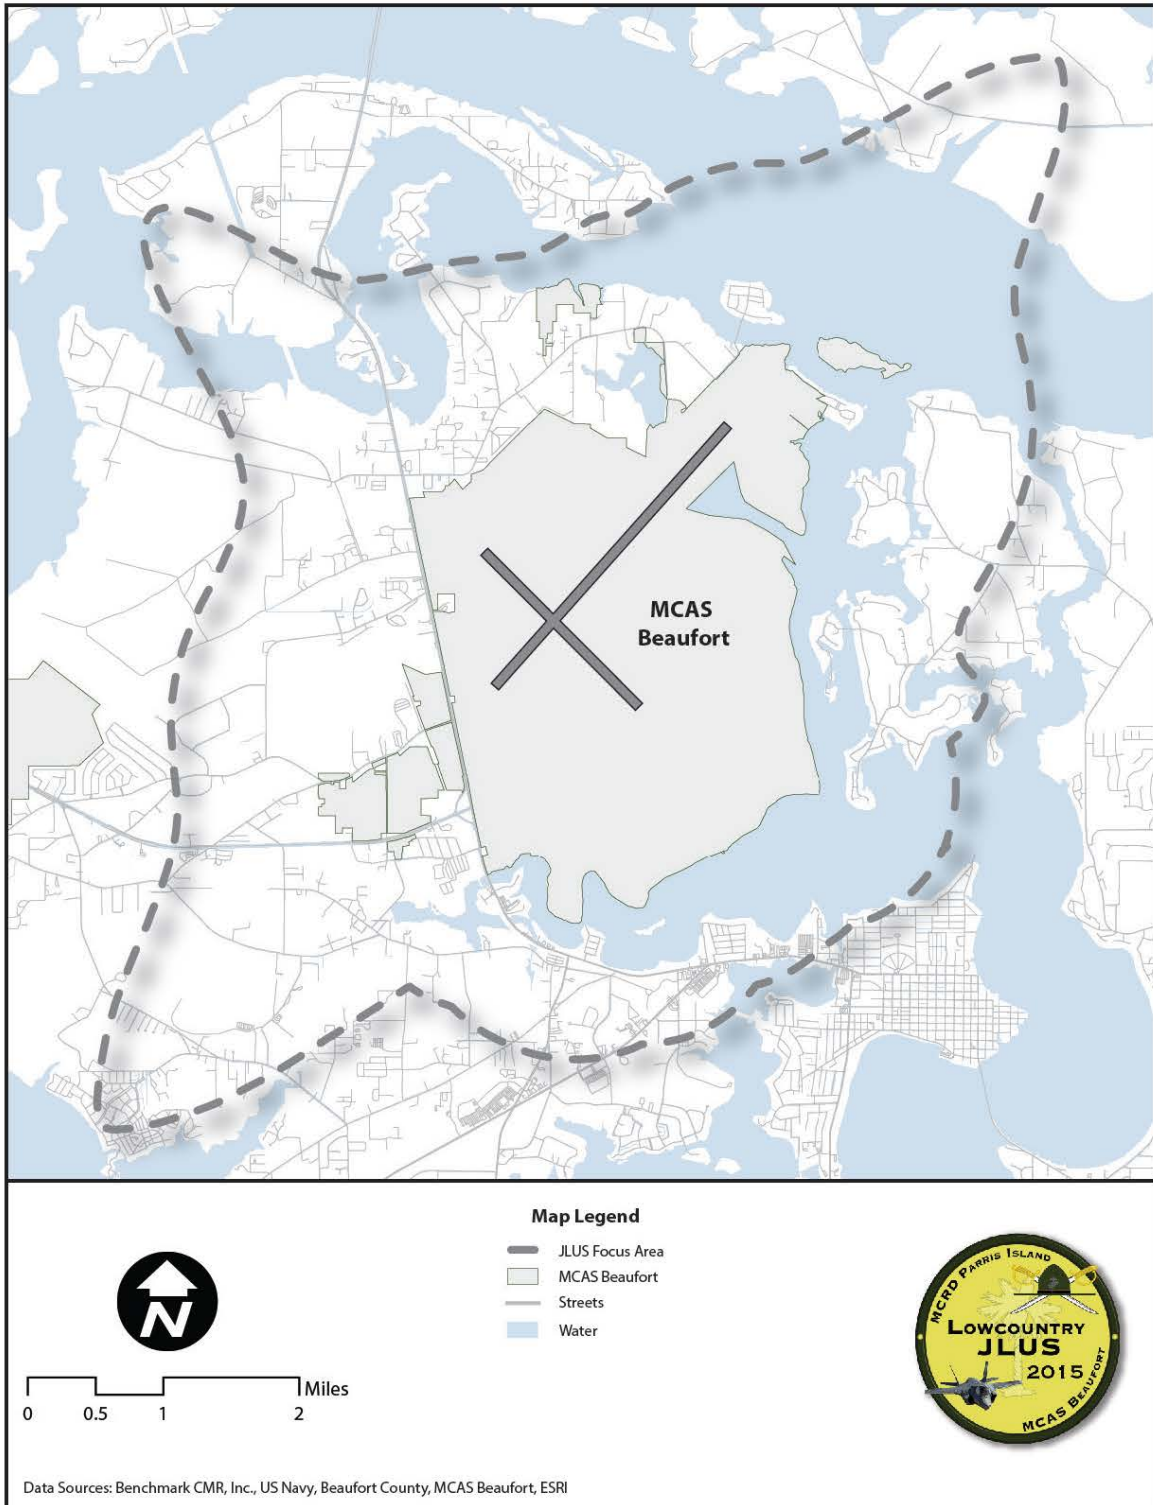 MCAS
Beaufort
Map Legend
JLUS Focus Area
MCAS Beaufort
Streets
Water
N
Miles
0 0.5 1 2
MCRD PARRIS ISLAND
LOWCOUNTRY
JLUS
2015
MCAS BEAUFORT
Data Sources: Benchmark CMR, Inc., US Navy, Beaufort County, MCAS Beaufort, ESRI